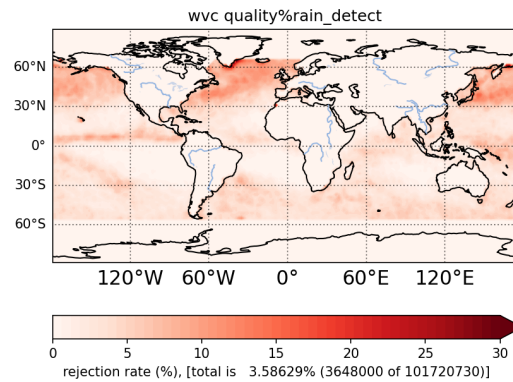 wvc quality%rain_detect
60°N
30°N
0°
30°S
60°S
120°W 60°W 0° 60°E 120°E
0 5 10 15 20 25 30
rejection rate (%), [total is 3.58629% (3648000 of 101720730)]